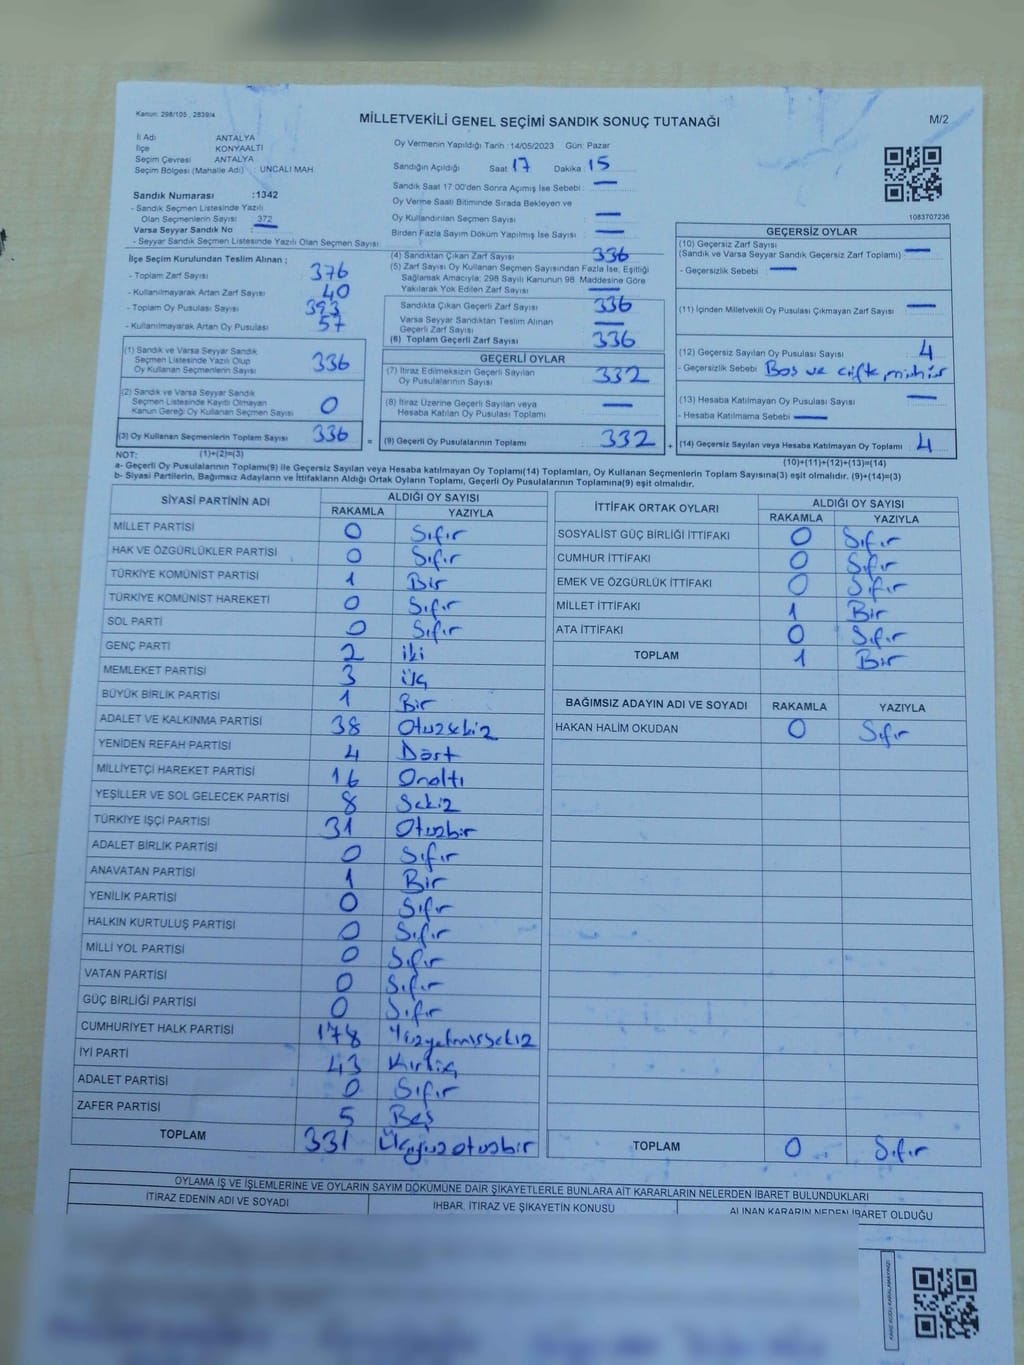 Kanun: 298/105 , 2839/4
MİLLETVEKİLİ GENEL SEÇİMİ SANDIK SONUÇ TUTANAĞI
M/2
İl Adı ANTALYA
İlçe KONYAALTI
Seçim Çevresi ANTALYA
Seçim Bölgesi (Mahalle Adı) : UNCALI MAH.
Sandık Numarası :1342
- Sandık Seçmen Listesinde Yazılı
Olan Seçmenlerin Sayısı 372
Varsa Seyyar Sandık No —
- Seyyar Sandık Seçmen Listesinde Yazılı Olan Seçmen Sayısı
Oy Vermenin Yapıldığı Tarih :14/05/2023 Gün: Pazar
Sandığın Açıldığı Saat 17 Dakika : 15
Sandık Saat 17.00'den Sonra Açımış İse Sebebi : —
Oy Verme Saati Bitiminde Sırada Bekleyen ve
Oy Kullandırılan Seçmen Sayısı : —
Birden Fazla Sayım Döküm Yapılmış İse Sayısı : —
1083707236
İlçe Seçim Kurulundan Teslim Alınan ;
- Toplam Zarf Sayısı : 376
- Kullanılmayarak Artan Zarf Sayısı : 40
- Toplam Oy Pusulası Sayısı : 393
- Kullanılmayarak Artan Oy Pusulası : 57
(1) Sandık ve Varsa Seyyar Sandık
Seçmen Listesinde Yazılı Olup
Oy Kullanan Seçmenlerin Sayısı 336
(2) Sandık ve Varsa Seyyar Sandık
Seçmen Listesinde Kayıtlı Olmayan
Kanun Gereği Oy Kullanan Seçmen Sayısı 0
(3) Oy Kullanan Seçmenlerin Toplam Sayısı 336
(4) Sandıktan Çıkan Zarf Sayısı : 336
(5) Zarf Sayısı Oy Kullanan Seçmen Sayısından Fazla İse, Eşitliği
Sağlamak Amacıyla; 298 Sayılı Kanunun 98. Maddesine Göre
Yakılarak Yok Edilen Zarf Sayısı —
Sandıkta Çıkan Geçerli Zarf Sayısı : 336
Varsa Seyyar Sandıktan Teslim Alınan
Geçerli Zarf Sayısı : —
(6) Toplam Geçerli Zarf Sayısı : 336
GEÇERLİ OYLAR
(7) İtiraz Edilmeksizin Geçerli Sayılan
Oy Pusulalarının Sayısı 332
(8) İtiraz Üzerine Geçerli Sayılan veya
Hesaba Katılan Oy Pusulası Toplamı —
= (9) Geçerli Oy Pusulalarının Toplamı 332 +
GEÇERSİZ OYLAR
(10) Geçersiz Zarf Sayısı
(Sandık ve Varsa Seyyar Sandık Geçersiz Zarf Toplamı) : —
- Geçersizlik Sebebi : —
(11) İçinden Milletvekili Oy Pusulası Çıkmayan Zarf Sayısı : —
(12) Geçersiz Sayılan Oy Pusulası Sayısı : 4
- Geçersizlik Sebebi : Boş ve çifte mühür
(13) Hesaba Katılmayan Oy Pusulası Sayısı : —
- Hesaba Katılmama Sebebi : —
(14) Geçersiz Sayılan veya Hesaba Katılmayan Oy Toplamı : 4
NOT: (1)+(2)=(3) (10)+(11)+(12)+(13)=(14)
a- Geçerli Oy Pusulalarının Toplamı(9) ile Geçersiz Sayılan veya Hesaba katılmayan Oy Toplamı(14) Toplamları, Oy Kullanan Seçmenlerin Toplam Sayısına(3) eşit olmalıdır. (9)+(14)=(3)
b- Siyasi Partilerin, Bağımsız Adayların ve İttifakların Aldığı Ortak Oyların Toplamı, Geçerli Oy Pusulalarının Toplamına(9) eşit olmalıdır.
SİYASİ PARTİNİN ADI ALDIĞI OY SAYISI
RAKAMLA YAZIYLA
MİLLET PARTİSİ 0 Sıfır
HAK VE ÖZGÜRLÜKLER PARTİSİ 0 Sıfır
TÜRKİYE KOMÜNİST PARTİSİ 1 Bir
TÜRKİYE KOMÜNİST HAREKETİ 0 Sıfır
SOL PARTİ 0 Sıfır
GENÇ PARTİ 2 iki
MEMLEKET PARTİSİ 3 üç
BÜYÜK BİRLİK PARTİSİ 1 Bir
ADALET VE KALKINMA PARTİSİ 38 Otuzsekiz
YENİDEN REFAH PARTİSİ 4 Dört
MİLLİYETÇİ HAREKET PARTİSİ 16 Onaltı
YEŞİLLER VE SOL GELECEK PARTİSİ 8 Sekiz
TÜRKİYE İŞÇİ PARTİSİ 31 Otuzbir
ADALET BİRLİK PARTİSİ 0 Sıfır
ANAVATAN PARTİSİ 1 Bir
YENİLİK PARTİSİ 0 Sıfır
HALKIN KURTULUŞ PARTİSİ 0 Sıfır
MİLLİ YOL PARTİSİ 0 Sıfır
VATAN PARTİSİ 0 Sıfır
GÜÇ BİRLİĞİ PARTİSİ 0 Sıfır
CUMHURİYET HALK PARTİSİ 178 Yüzyetmişsekiz
İYİ PARTİ 43 Kırküç
ADALET PARTİSİ 0 Sıfır
ZAFER PARTİSİ 5 Beş
TOPLAM 331 Üçyüzotuzbir
İTTİFAK ORTAK OYLARI ALDIĞI OY SAYISI
RAKAMLA YAZIYLA
SOSYALİST GÜÇ BİRLİĞİ İTTİFAKI 0 Sıfır
CUMHUR İTTİFAKI 0 Sıfır
EMEK VE ÖZGÜRLÜK İTTİFAKI 0 Sıfır
MİLLET İTTİFAKI 1 Bir
ATA İTTİFAKI 0 Sıfır
TOPLAM 1 Bir
BAĞIMSIZ ADAYIN ADI VE SOYADI RAKAMLA YAZIYLA
HAKAN HALİM OKUDAN 0 Sıfır
TOPLAM 0 Sıfır
OYLAMA İŞ VE İŞLEMLERİNE VE OYLARIN SAYIM DÖKÜMÜNE DAİR ŞİKAYETLERLE BUNLARA AİT KARARLARIN NELERDEN İBARET BULUNDUKLARI
İTİRAZ EDENİN ADI VE SOYADI İHBAR, İTİRAZ VE ŞİKAYETİN KONUSU ALINAN KARARIN NEDEN İBARET OLDUĞU